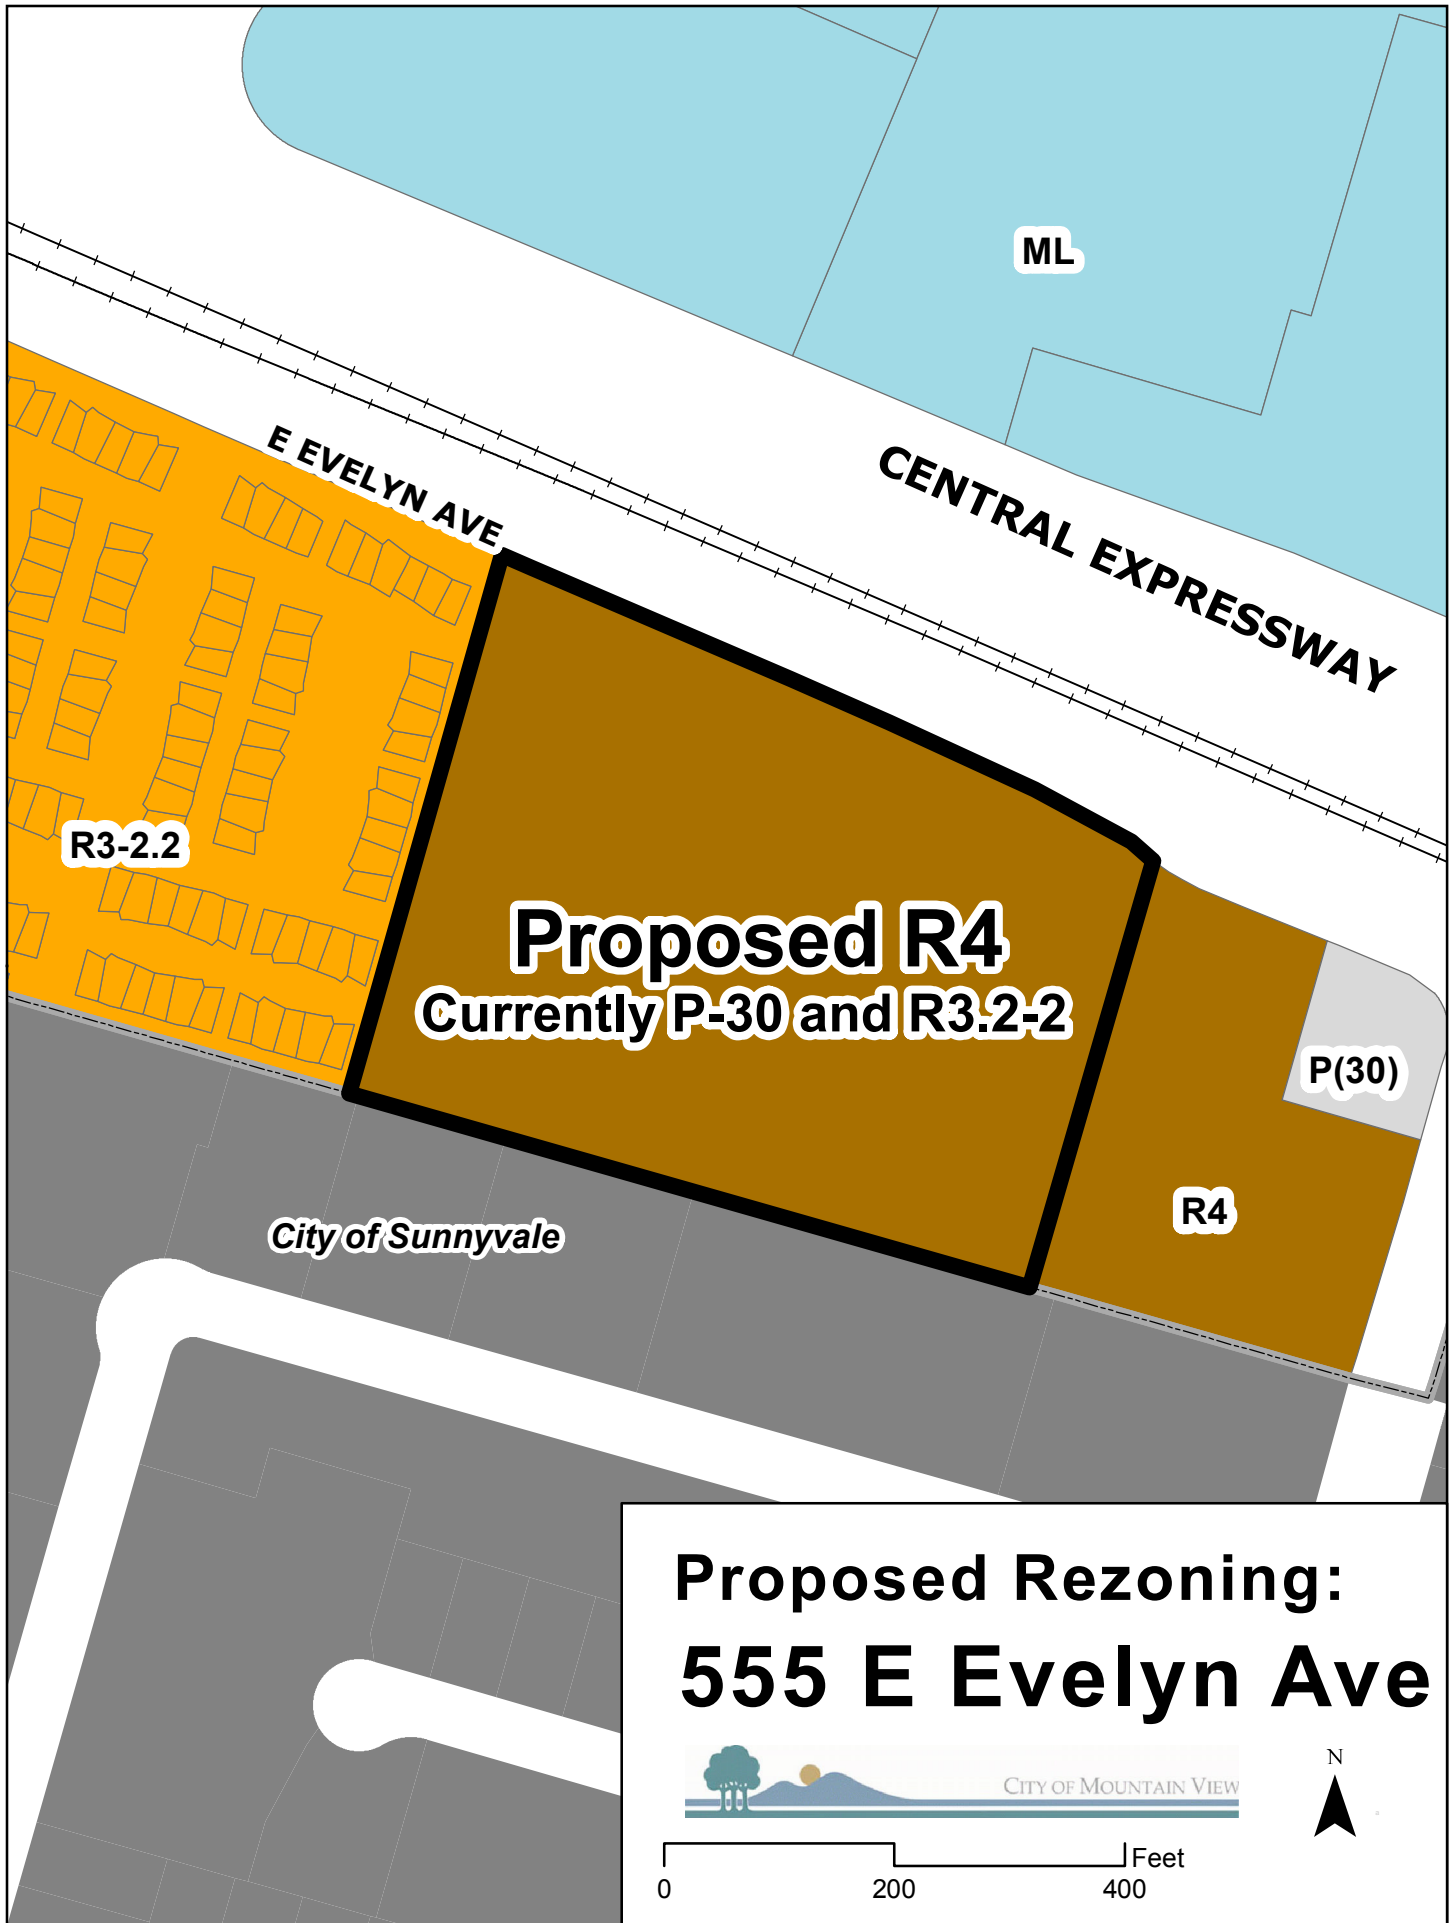 ML
E EVELYN AVE
CENTRAL EXPRESSWAY
R3-2.2
Proposed R4
Currently P-30 and R3.2-2
P(30)
R4
City of Sunnyvale
Proposed Rezoning:
555 E Evelyn Ave
CITY OF MOUNTAIN VIEW
N
Feet
0 200 400